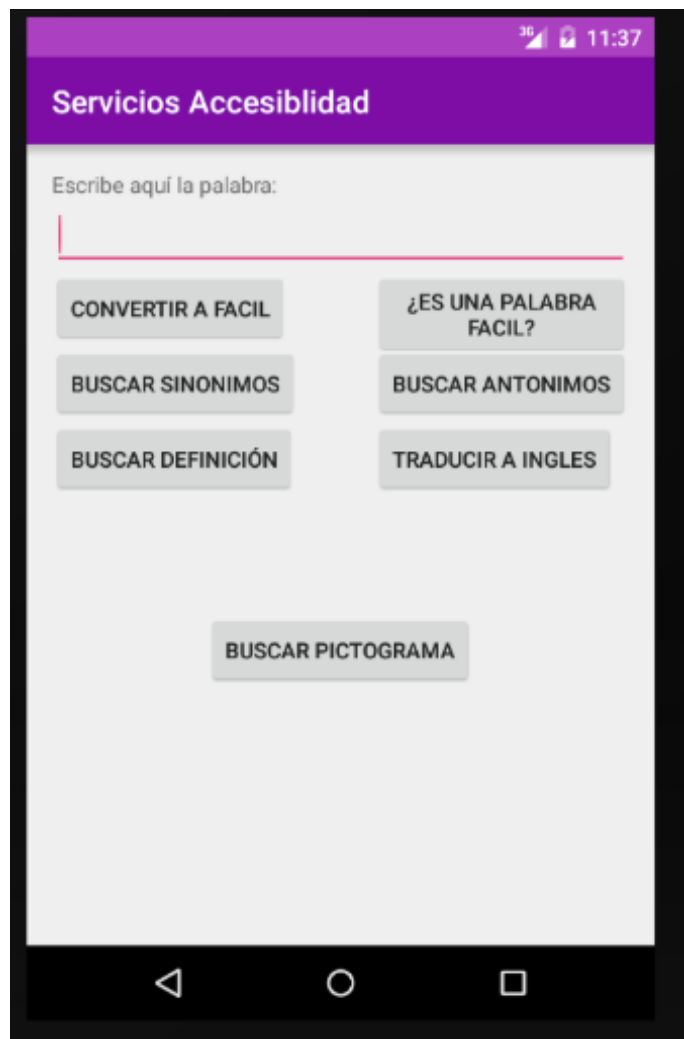 3G 11:37
Servicios Accesiblidad
Escribe aquí la palabra:
CONVERTIR A FACIL
¿ES UNA PALABRA
FACIL?
BUSCAR SINONIMOS
BUSCAR ANTONIMOS
BUSCAR DEFINICIÓN
TRADUCIR A INGLES
BUSCAR PICTOGRAMA